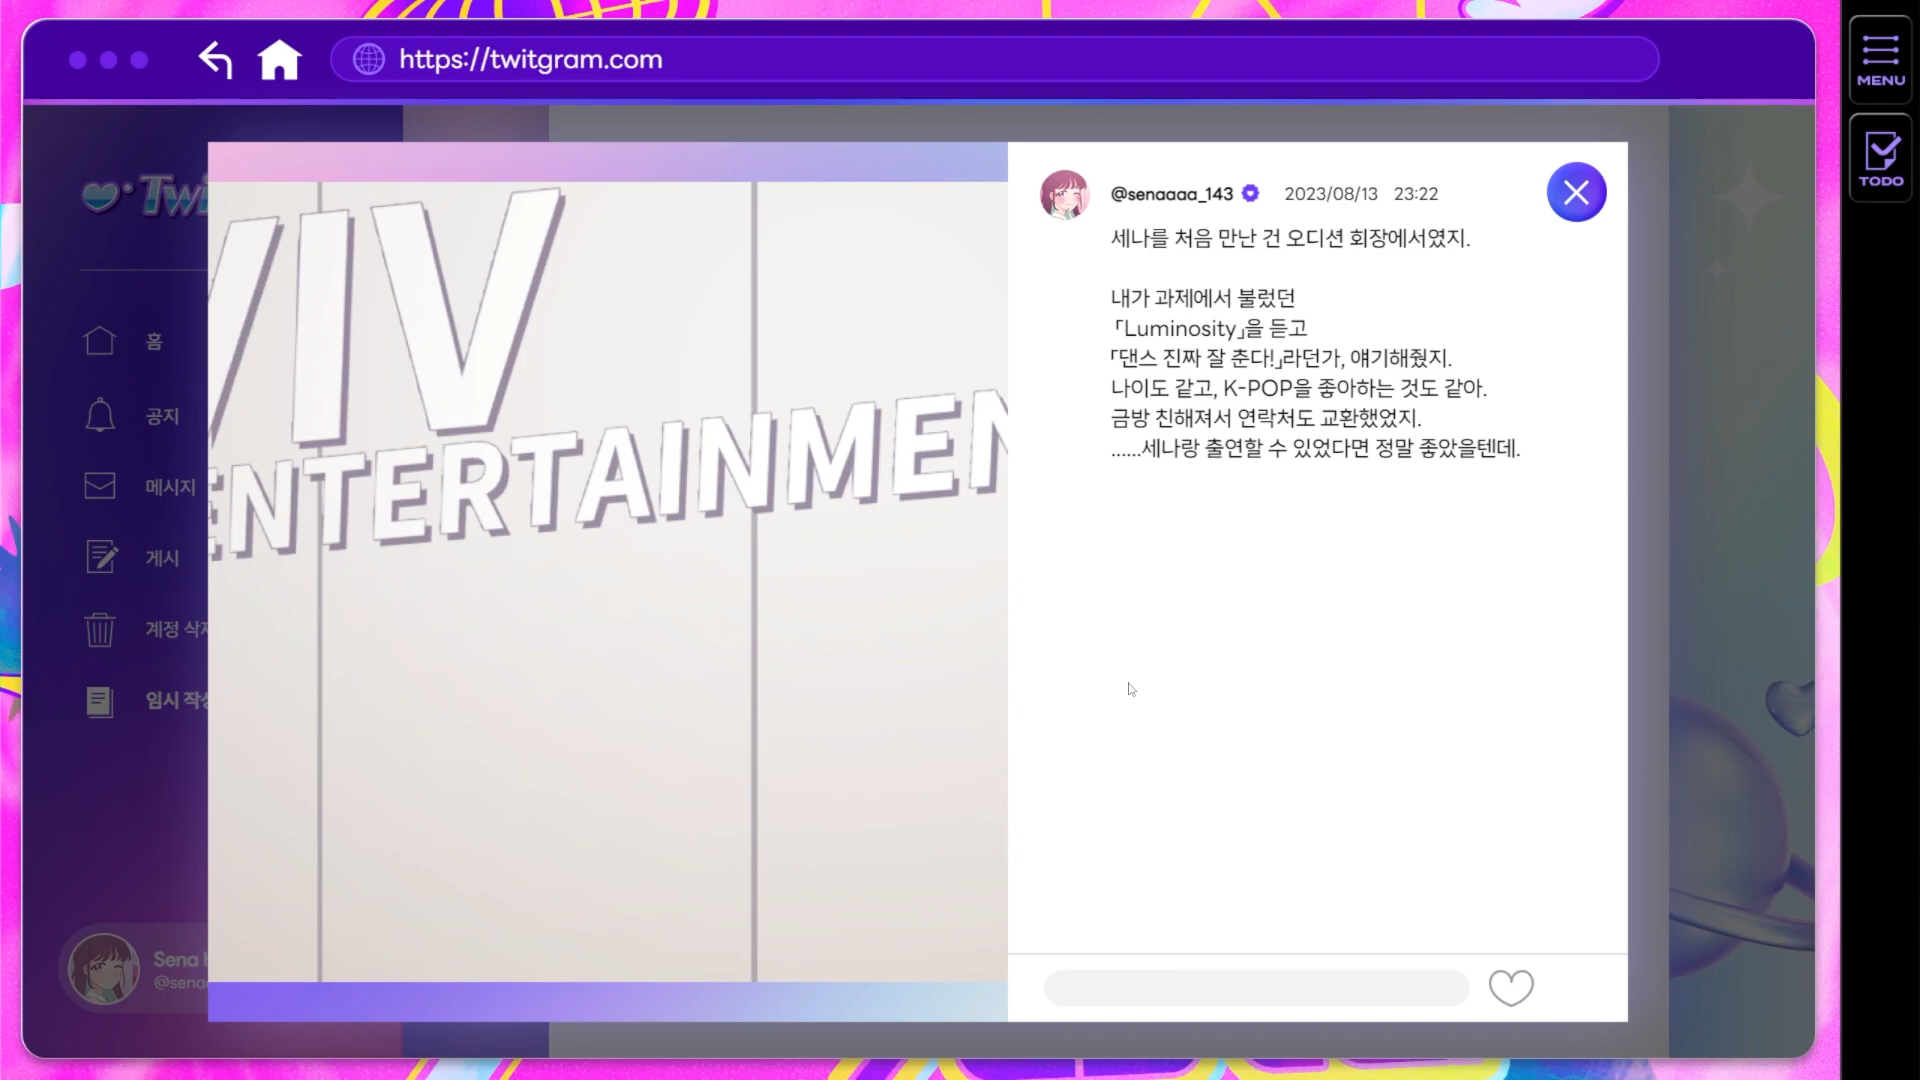 https://twitgram.com
MENU
TODO
홈
공지
메시지
게시
계정
임시
Sena
VIV
ENTERTAINMEN
@senaaaa_143 2023/08/13 23:22
세나를 처음 만난 건 오디션 회장에서였지.
내가 과제에서 불렀던
「Luminosity」을 듣고
「댄스 진짜 잘 춘다!」라던가, 얘기해줬지.
나이도 같고, K-POP을 좋아하는 것도 같아.
금방 친해져서 연락처도 교환했었지.
......세나랑 출연할 수 있었다면 정말 좋았을텐데.